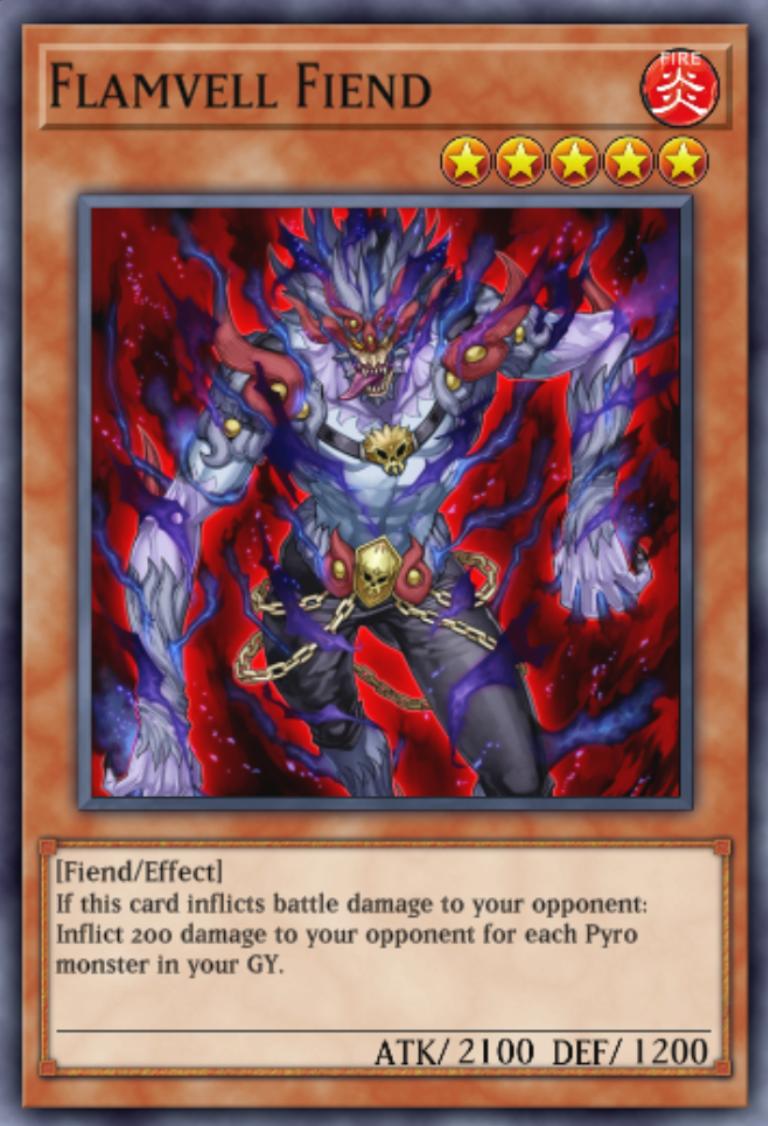 Flamvell Fiend
FIRE
炎
[Fiend/Effect]
If this card inflicts battle damage to your opponent:
Inflict 200 damage to your opponent for each Pyro
monster in your GY.
ATK/ 2100 DEF/ 1200